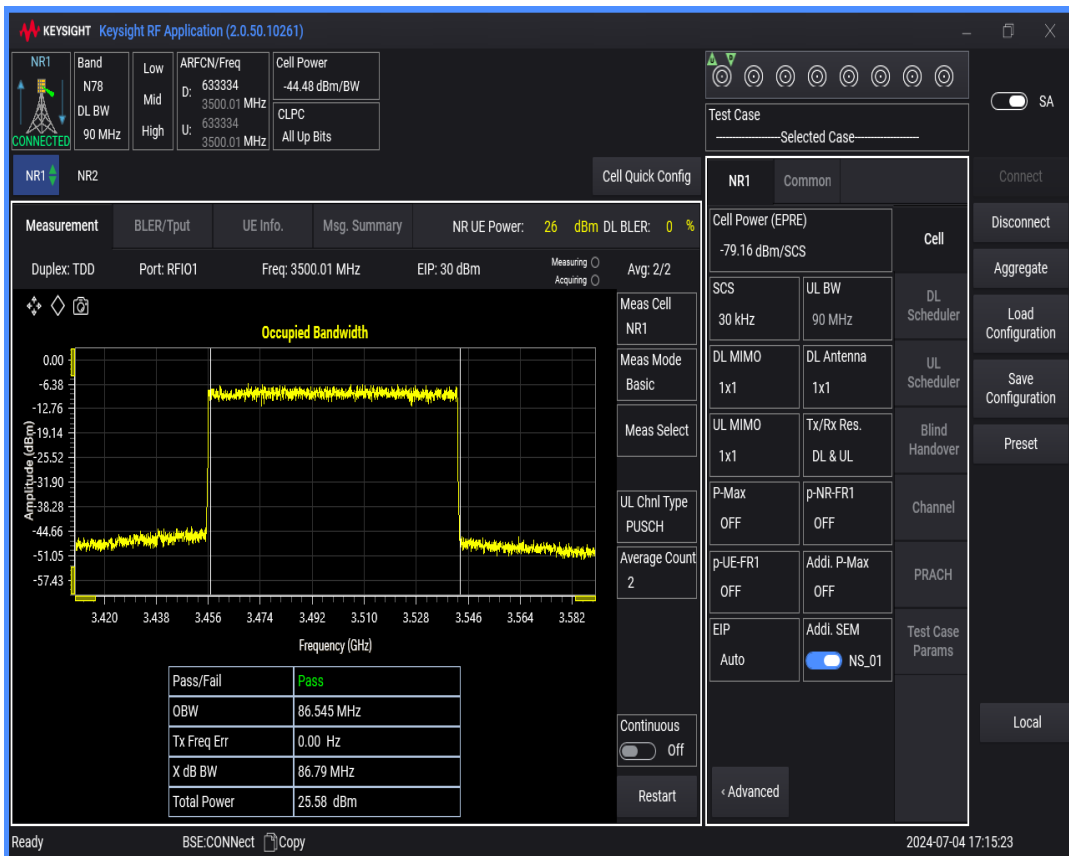 KEYSIGHT Keysight RF Application (2.0.50.10261)
NR1
CONNECTED
Band
N78
DL BW
90 MHz
Low
Mid
High
ARFCN/Freq
D: 633334
3500.01 MHz
U: 633334
3500.01 MHz
Cell Power
-44.48 dBm/BW
CLPC
All Up Bits
Test Case
--------------------Selected Case--------------------
SA
NR1 NR2 Cell Quick Config
Measurement BLER/Tput UE Info. Msg. Summary NR UE Power: 26 dBm DL BLER: 0 %
Duplex: TDD Port: RFIO1 Freq: 3500.01 MHz EIP: 30 dBm Measuring Avg: 2/2
Acquiring
Occupied Bandwidth
Amplitude (dBm)
0.00
-6.38
-12.76
-19.14
-25.52
-31.90
-38.28
-44.66
-51.05
-57.43
3.420 3.438 3.456 3.474 3.492 3.510 3.528 3.546 3.564 3.582
Frequency (GHz)
Pass/Fail Pass
OBW 86.545 MHz
Tx Freq Err 0.00 Hz
X dB BW 86.79 MHz
Total Power 25.58 dBm
Meas Cell
NR1
Meas Mode
Basic
Meas Select
UL Chnl Type
PUSCH
Average Count
2
Continuous
Off
Restart
NR1 Common
Cell Power (EPRE)
-79.16 dBm/SCS
SCS
30 kHz
UL BW
90 MHz
DL MIMO
1x1
DL Antenna
1x1
UL MIMO
1x1
Tx/Rx Res.
DL & UL
P-Max
OFF
p-NR-FR1
OFF
p-UE-FR1
OFF
Addi. P-Max
OFF
EIP
Auto
Addi. SEM
NS_01
‹ Advanced
Cell
DL
Scheduler
UL
Scheduler
Blind
Handover
Channel
PRACH
Test Case
Params
Connect
Disconnect
Aggregate
Load
Configuration
Save
Configuration
Preset
Local
Ready BSE:CONNect Copy 2024-07-04 17:15:23